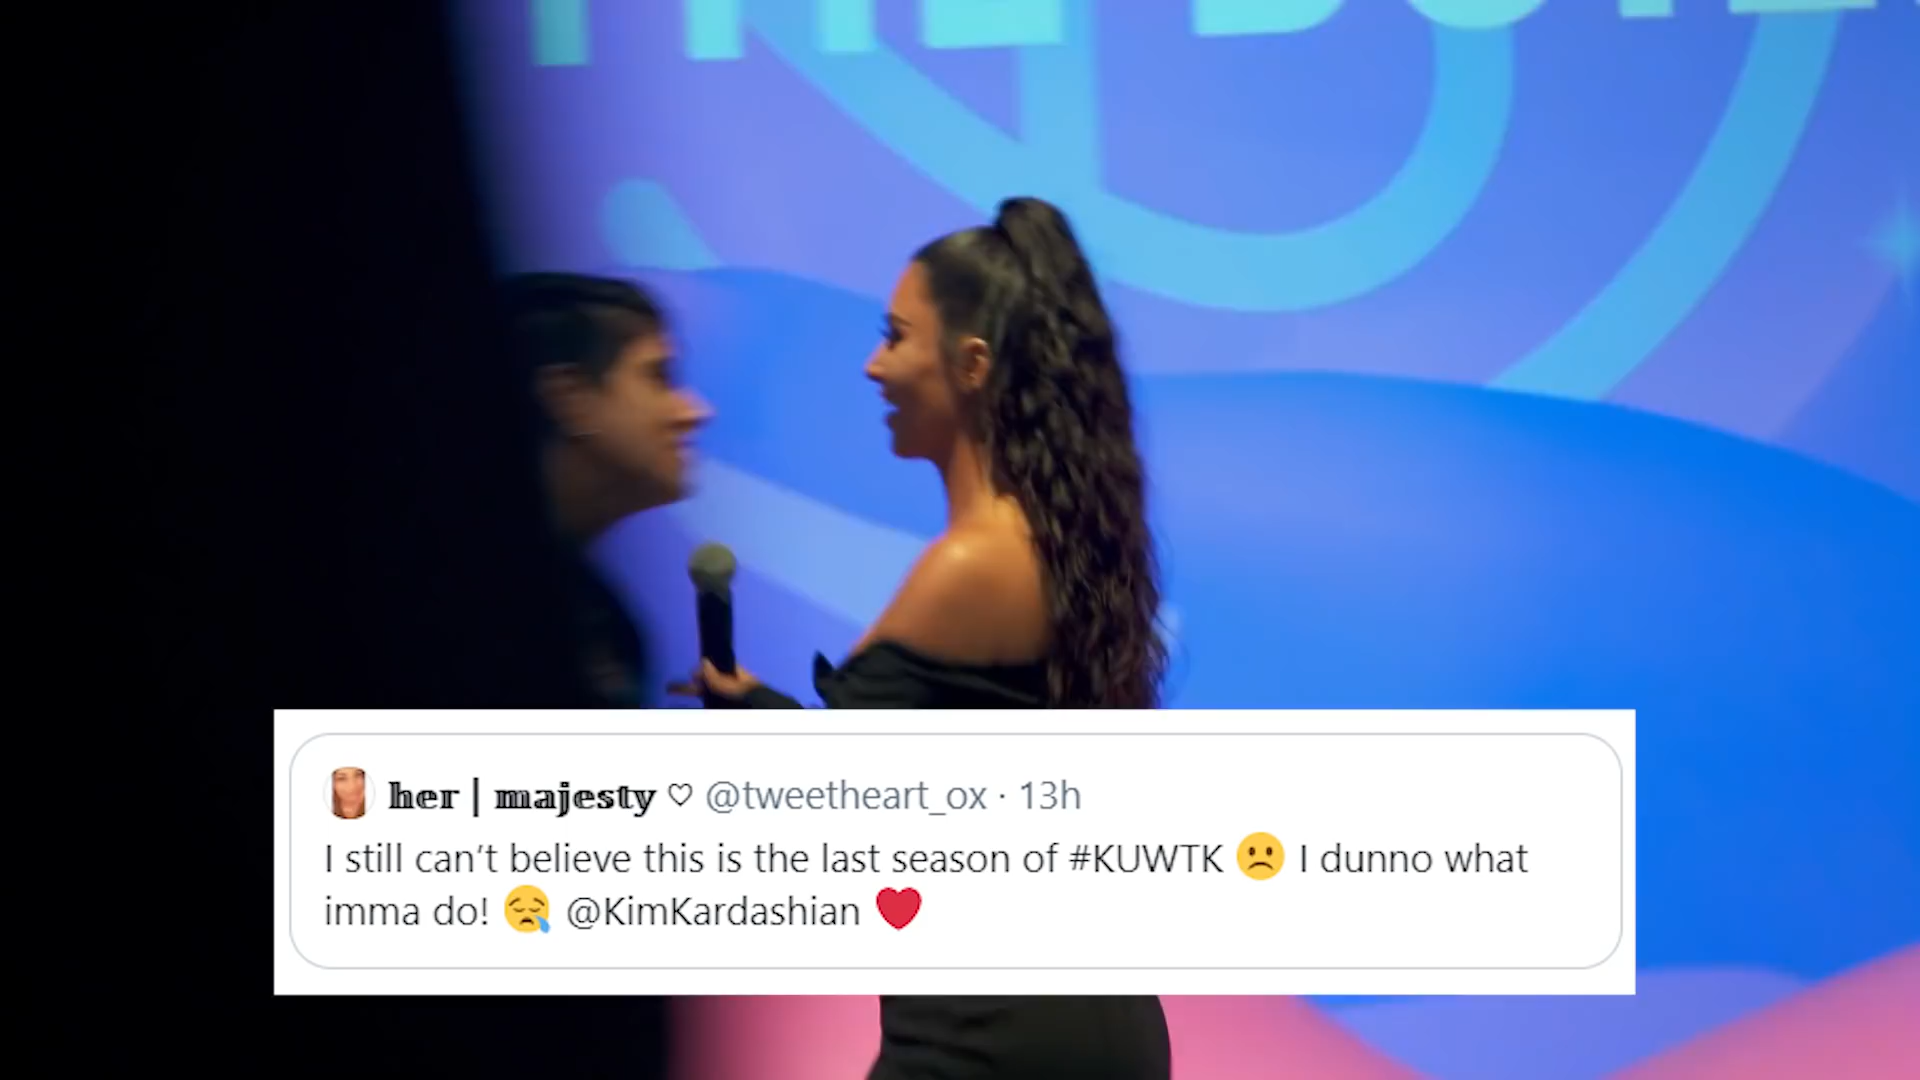 her | majesty ♡ @tweetheart_ox · 13h
I still can't believe this is the last season of #KUWTK 🙁 I dunno what
imma do! 😪 @KimKardashian ❤️